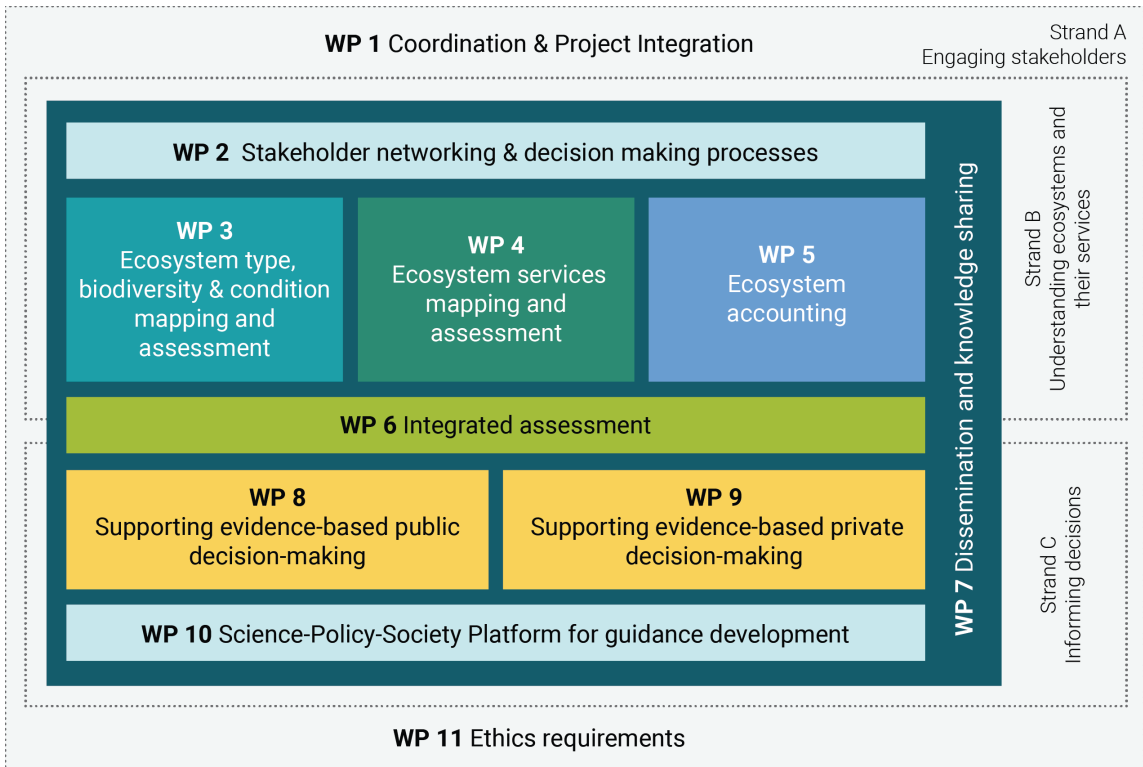 WP 1 Coordination & Project Integration
Strand A
Engaging stakeholders
WP 2 Stakeholder networking & decision making processes
WP 3
Ecosystem type,
biodiversity & condition
mapping and
assessment
WP 4
Ecosystem services
mapping and
assessment
WP 5
Ecosystem
accounting
WP 6 Integrated assessment
WP 8
Supporting evidence-based public
decision-making
WP 9
Supporting evidence-based private
decision-making
WP 10 Science-Policy-Society Platform for guidance development
WP 7 Dissemination and knowledge sharing
Strand B
Understanding ecosystems and
their services
Strand C
Informing decisions
WP 11 Ethics requirements